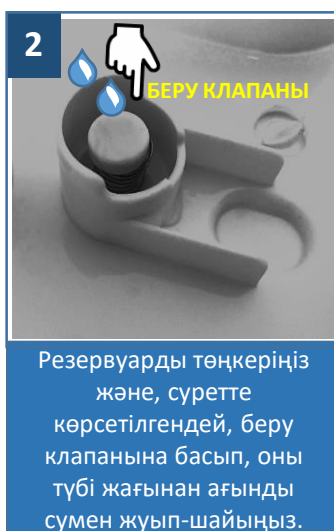 2
БЕРУ КЛАПАНЫ
Резервуарды төңкеріңіз
және, суретте
көрсетілгендей, беру
клапанына басып, оны
түбі жағынан ағынды
сумен жуып-шайыңыз.